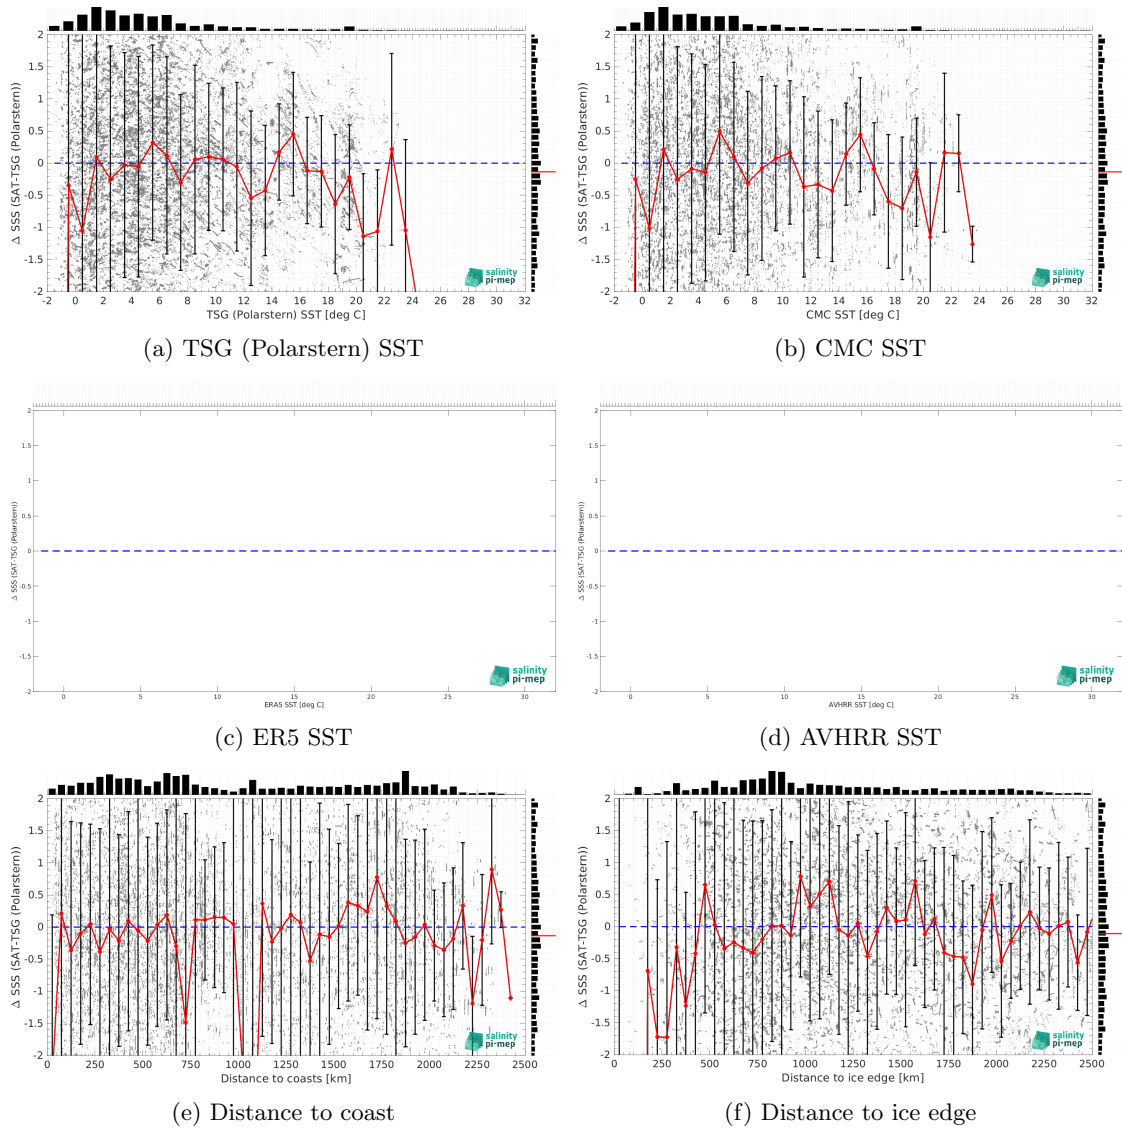 2
1.5
1
0.5
0
-0.5
-1
-1.5
-2
Δ SSS (SAT-TSG (Polarstern))
salinity
pi-mep
-2 0 2 4 6 8 10 12 14 16 18 20 22 24 26 28 30 32
TSG (Polarstern) SST [deg C]
(a) TSG (Polarstern) SST
2
1.5
1
0.5
0
-0.5
-1
-1.5
-2
Δ SSS (SAT-TSG (Polarstern))
salinity
pi-mep
-2 0 2 4 6 8 10 12 14 16 18 20 22 24 26 28 30 32
CMC SST [deg C]
(b) CMC SST
2
1.5
1
0.5
0
-0.5
-1
-1.5
-2
Δ SSS (SAT-TSG (Polarstern))
salinity
pi-mep
0 5 10 15 20 25 30
ERA5 SST [deg C]
(c) ER5 SST
2
1.5
1
0.5
0
-0.5
-1
-1.5
-2
Δ SSS (SAT-TSG (Polarstern))
salinity
pi-mep
0 5 10 15 20 25 30
AVHRR SST [deg C]
(d) AVHRR SST
2
1.5
1
0.5
0
-0.5
-1
-1.5
-2
Δ SSS (SAT-TSG (Polarstern))
salinity
pi-mep
0 250 500 750 1000 1250 1500 1750 2000 2250 2500
Distance to coasts [km]
(e) Distance to coast
2
1.5
1
0.5
0
-0.5
-1
-1.5
-2
Δ SSS (SAT-TSG (Polarstern))
salinity
pi-mep
0 250 500 750 1000 1250 1500 1750 2000 2250 2500
Distance to ice edge [km]
(f) Distance to ice edge